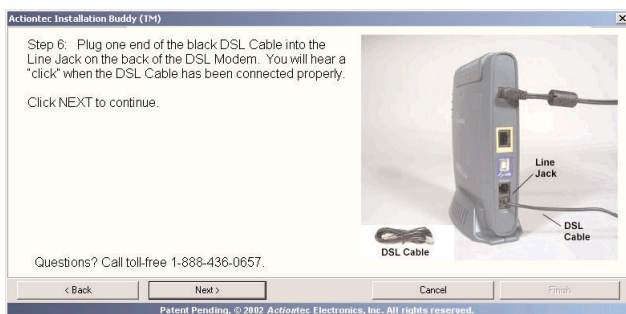 Actiontec Installation Buddy (TM)
Step 6: Plug one end of the black DSL Cable into the
Line Jack on the back of the DSL Modem. You will hear a
"click" when the DSL Cable has been connected properly.
Click NEXT to continue.
Line
Jack
DSL
Cable
DSL Cable
Questions? Call toll-free 1-888-436-0657.
< Back
Next >
Cancel
Finish
Patent Pending. © 2002 Actiontec Electronics, Inc. All rights reserved.